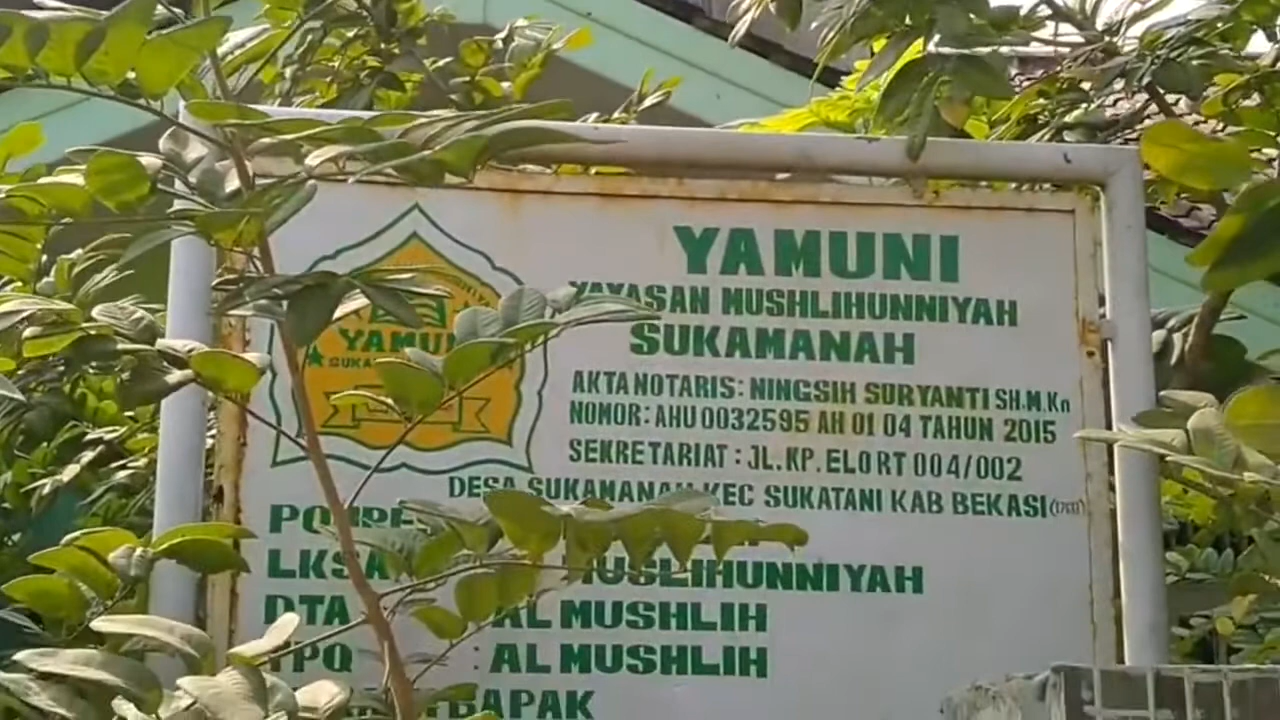 YAMUNI
YAYASAN MUSHLIHUNNIYAH
SUKAMANAH
AKTA NOTARIS: NINGSIH SURYANTI SH.M.Kn
NOMOR: AHU 0032595 AH 01 04 TAHUN 2015
SEKRETARIAT : JL.KP. ELO RT 004/002
DESA SUKAMANAH KEC SUKATANI KAB BEKASI
LKSA MUSLIHUNNIYAH
DTA AL MUSHLIH
TPQ : AL MUSHLIH
BAPAK